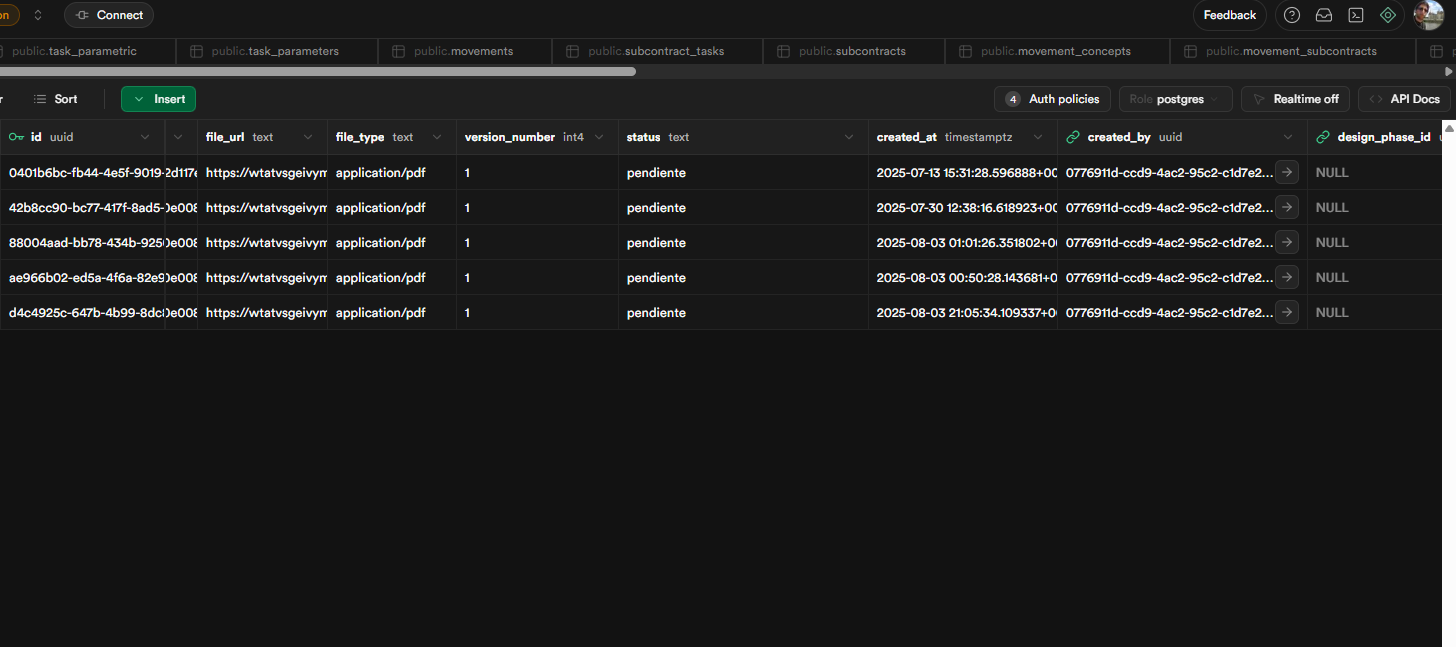 on Connect Feedback
public.task_parametric public.task_parameters public.movements public.subcontract_tasks public.subcontracts public.movement_concepts public.movement_subcontracts
r Sort Insert 4 Auth policies Role postgres Realtime off API Docs
id uuid file_url text file_type text version_number int4 status text created_at timestamptz created_by uuid design_phase_id
0401b6bc-fb44-4e5f-9019- 2d117e https://wtatvsgeivym application/pdf 1 pendiente 2025-07-13 15:31:28.596888+00 0776911d-ccd9-4ac2-95c2-c1d7e2... NULL
42b8cc90-bc77-417f-8ad5- 0e008 https://wtatvsgeivym application/pdf 1 pendiente 2025-07-30 12:38:16.618923+00 0776911d-ccd9-4ac2-95c2-c1d7e2... NULL
88004aad-bb78-434b-925 0e008 https://wtatvsgeivym application/pdf 1 pendiente 2025-08-03 01:01:26.351802+0 0776911d-ccd9-4ac2-95c2-c1d7e2... NULL
ae966b02-ed5a-4f6a-82e9 0e008 https://wtatvsgeivym application/pdf 1 pendiente 2025-08-03 00:50:28.143681+0 0776911d-ccd9-4ac2-95c2-c1d7e2... NULL
d4c4925c-647b-4b99-8dc 0e008 https://wtatvsgeivym application/pdf 1 pendiente 2025-08-03 21:05:34.109337+0 0776911d-ccd9-4ac2-95c2-c1d7e2... NULL